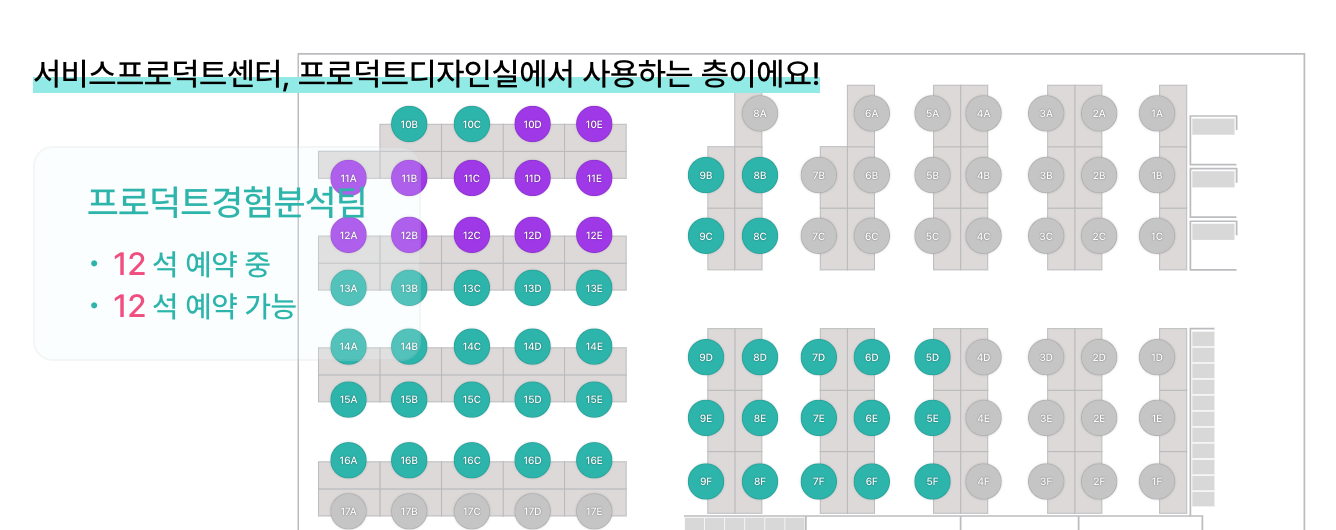 서비스프로덕트센터, 프로덕트디자인실에서 사용하는 층이에요!
프로덕트경험분석팀
• 12 석 예약 중
• 12 석 예약 가능
10B 10C 10D 10E
11A 11B 11C 11D 11E
12A 12B 12C 12D 12E
13A 13B 13C 13D 13E
14A 14B 14C 14D 14E
15A 15B 15C 15D 15E
16A 16B 16C 16D 16E
17A 17B 17C 17D 17E
8A 6A 5A 4A 3A 2A 1A
9B 8B 7B 6B 5B 4B 3B 2B 1B
9C 8C 7C 6C 5C 4C 3C 2C 1C
9D 8D 7D 6D 5D 4D 3D 2D 1D
9E 8E 7E 6E 5E 4E 3E 2E 1E
9F 8F 7F 6F 5F 4F 3F 2F 1F